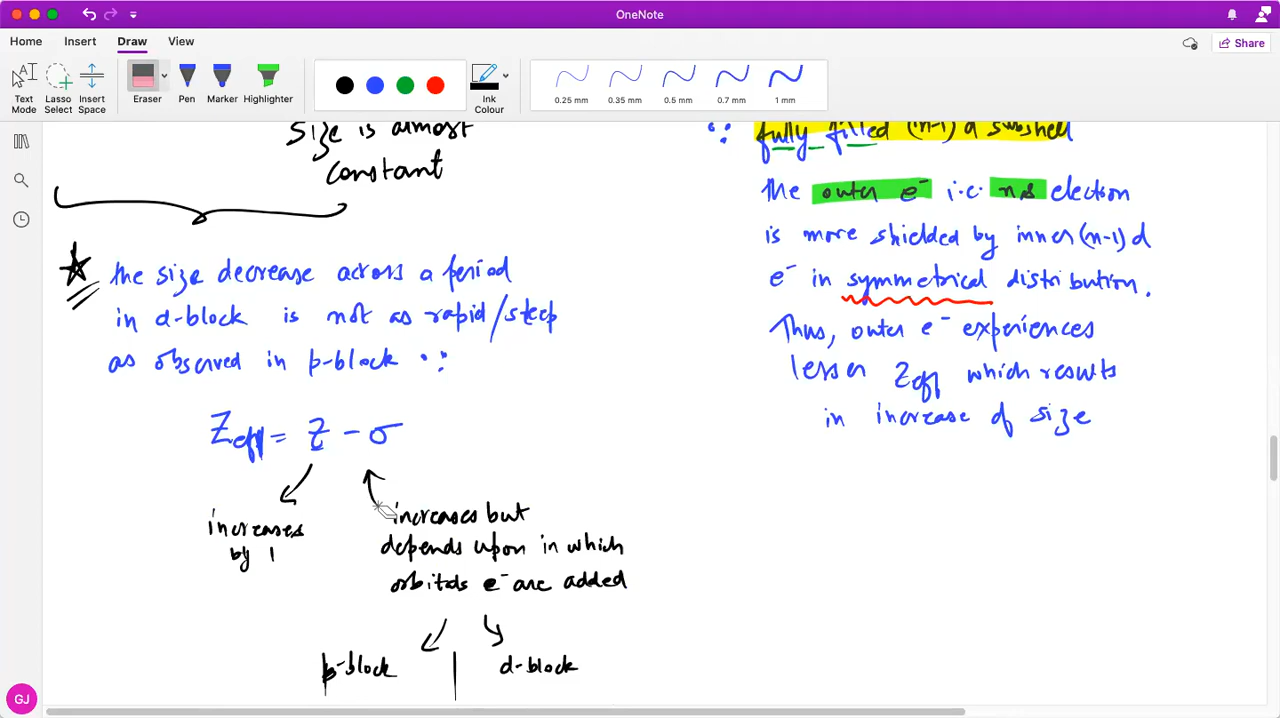 OneNote
Home Insert Draw View
Share
Text Mode
Lasso Select
Insert Space
Eraser
Pen
Marker
Highlighter
Ink Colour
0.25 mm
0.35 mm
0.5 mm
0.7 mm
1 mm
size is almost
constant
the size decrease across a period
in d-block is not as rapid/steep
as observed in p-block ∵
Zeff = Z - σ
increases
by 1
increases but
depends upon in which
orbitals e⁻ are added
p-block
d-block
∵ fully filled (n-1) d subshell
the outer e⁻ i.e. ns election
is more shielded by inner (n-1) d
e⁻ in symmetrical distribution.
Thus, outer e⁻ experiences
lesser Zeff which results
in increase of size
GJ